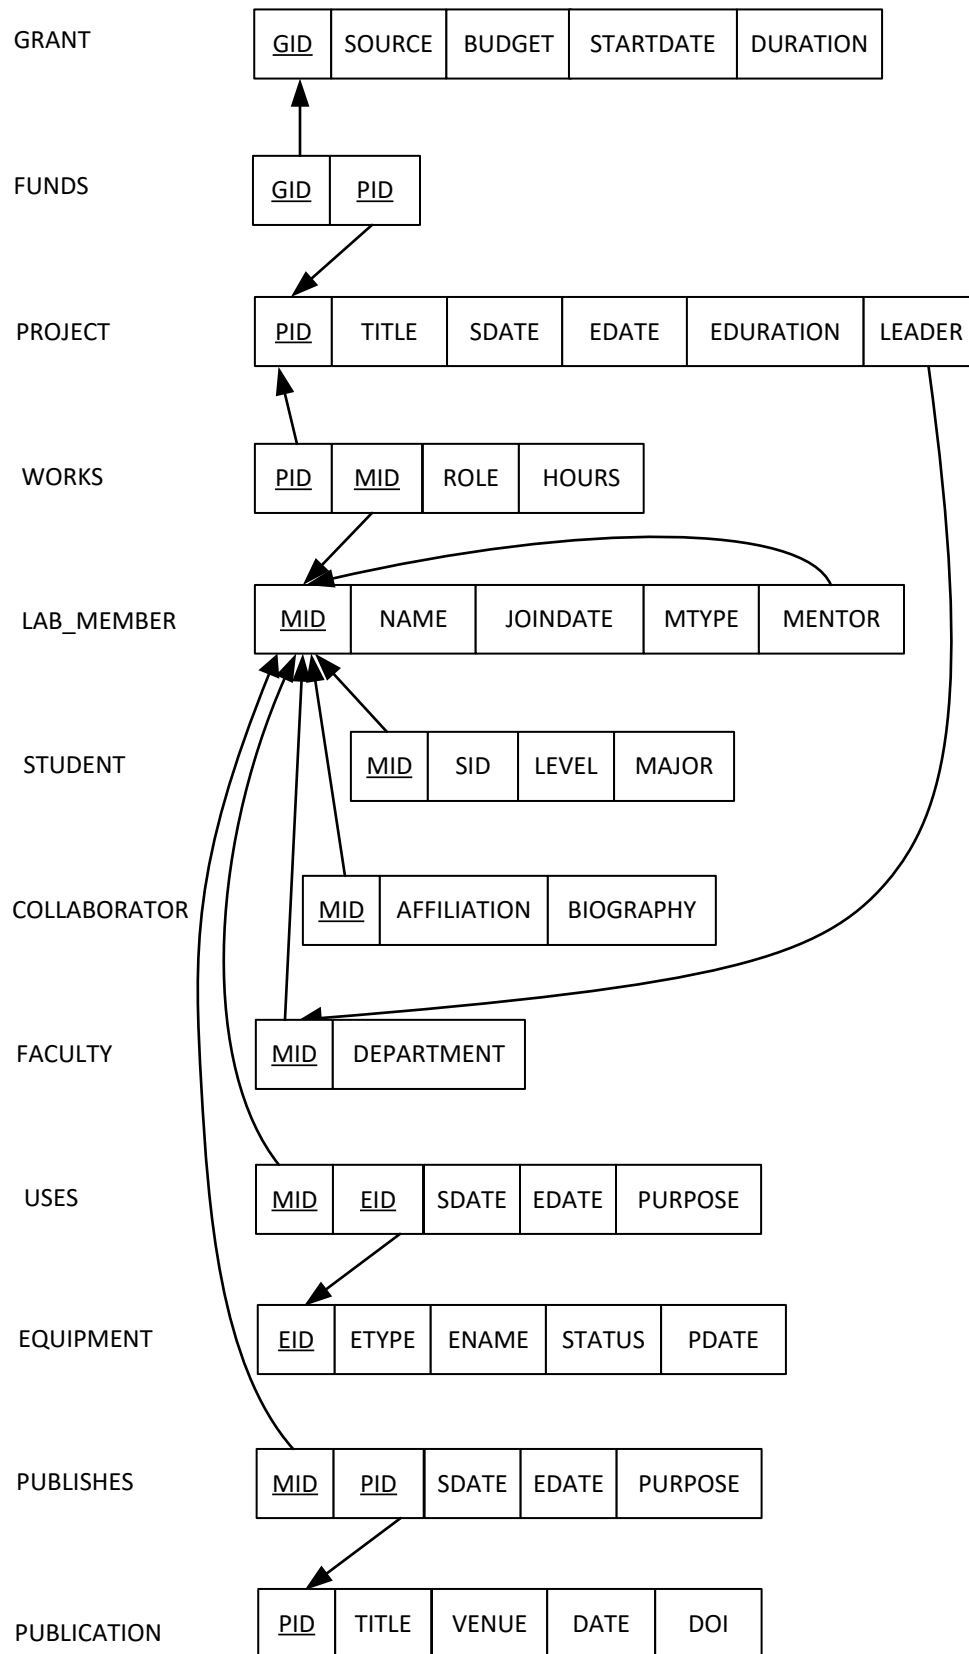 GRANT GID SOURCE BUDGET STARTDATE DURATION
FUNDS GID PID
PROJECT PID TITLE SDATE EDATE EDURATION LEADER
WORKS PID MID ROLE HOURS
LAB_MEMBER MID NAME JOINDATE MTYPE MENTOR
STUDENT MID SID LEVEL MAJOR
COLLABORATOR MID AFFILIATION BIOGRAPHY
FACULTY MID DEPARTMENT
USES MID EID SDATE EDATE PURPOSE
EQUIPMENT EID ETYPE ENAME STATUS PDATE
PUBLISHES MID PID SDATE EDATE PURPOSE
PUBLICATION PID TITLE VENUE DATE DOI